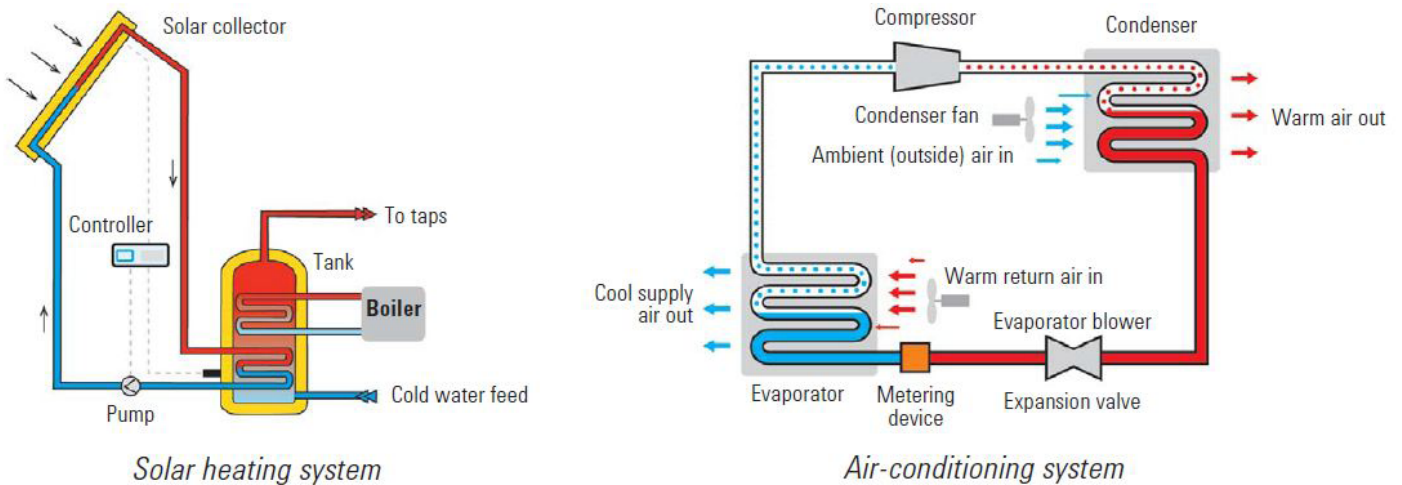 Solar collector
Controller
To taps
Tank
Boiler
Cold water feed
Pump
Solar heating system
Compressor
Condenser
Condenser fan
Ambient (outside) air in
Warm air out
Cool supply
air out
Warm return air in
Evaporator blower
Evaporator
Metering
device
Expansion valve
Air-conditioning system